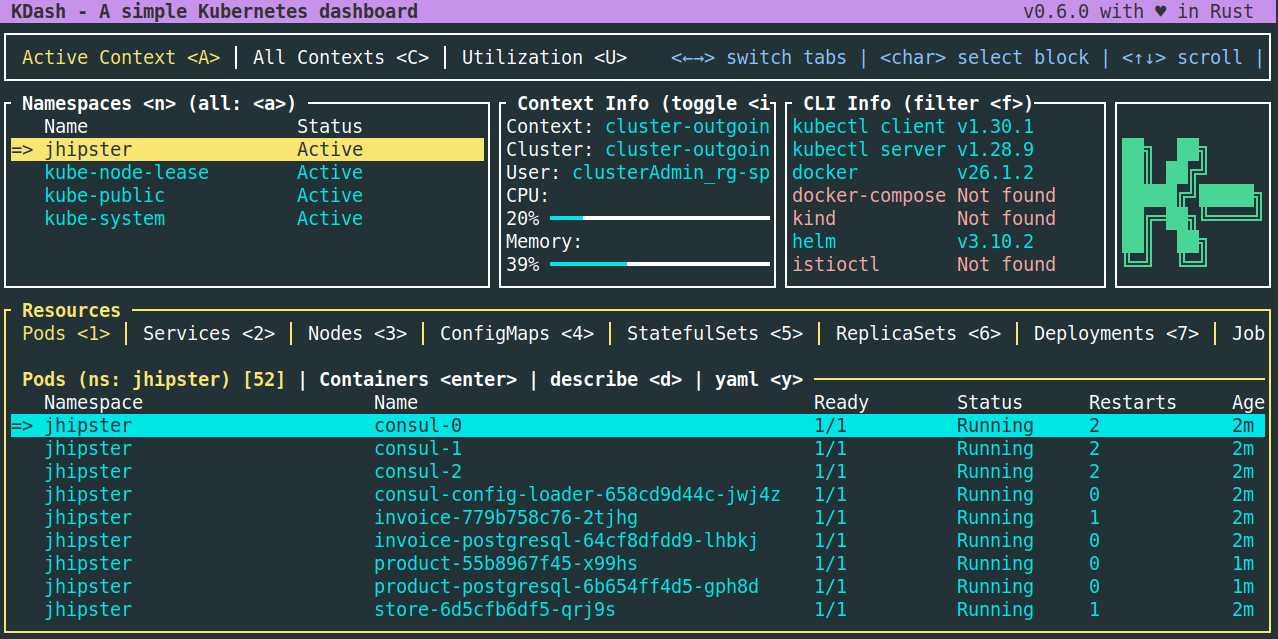 KDash - A simple Kubernetes dashboard v0.6.0 with ♥ in Rust
Active Context <A> │ All Contexts <C> │ Utilization <U> <←→> switch tabs | <char> select block | <↑↓> scroll |
Namespaces <n> (all: <a>)
Name Status
=> jhipster Active
kube-node-lease Active
kube-public Active
kube-system Active
Context Info (toggle <i
Context: cluster-outgoin
Cluster: cluster-outgoin
User: clusterAdmin_rg-sp
CPU:
20%
Memory:
39%
CLI Info (filter <f>)
kubectl client v1.30.1
kubectl server v1.28.9
docker v26.1.2
docker-compose Not found
kind Not found
helm v3.10.2
istioctl Not found
Resources
Pods <1> │ Services <2> │ Nodes <3> │ ConfigMaps <4> │ StatefulSets <5> │ ReplicaSets <6> │ Deployments <7> │ Job
Pods (ns: jhipster) [52] | Containers <enter> | describe <d> | yaml <y>
Namespace Name Ready Status Restarts Age
=> jhipster consul-0 1/1 Running 2 2m
jhipster consul-1 1/1 Running 2 2m
jhipster consul-2 1/1 Running 2 2m
jhipster consul-config-loader-658cd9d44c-jwj4z 1/1 Running 0 2m
jhipster invoice-779b758c76-2tjhg 1/1 Running 1 2m
jhipster invoice-postgresql-64cf8dfdd9-lhbkj 1/1 Running 0 2m
jhipster product-55b8967f45-x99hs 1/1 Running 0 1m
jhipster product-postgresql-6b654ff4d5-gph8d 1/1 Running 0 2m
jhipster store-6d5cfb6df5-qrj9s 1/1 Running 1 2m